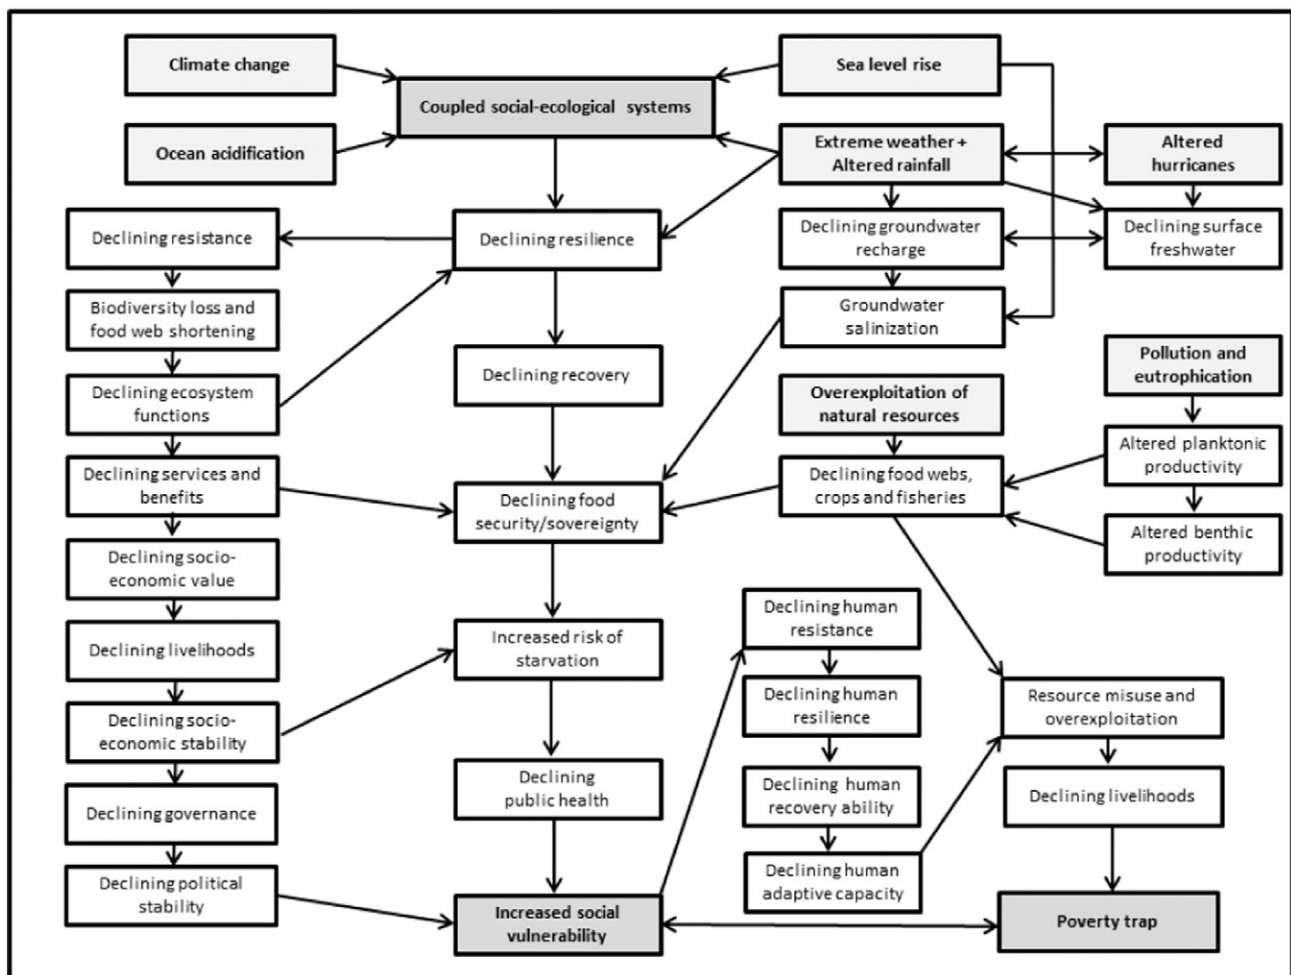 Climate change
Sea level rise
Coupled social-ecological systems
Ocean acidification
Extreme weather +
Altered rainfall
Altered
hurricanes
Declining resistance
Declining resilience
Declining groundwater
recharge
Declining surface
freshwater
Biodiversity loss and
food web shortening
Groundwater
salinization
Declining recovery
Pollution and
eutrophication
Declining ecosystem
functions
Overexploitation of
natural resources
Declining services and
benefits
Declining food
security/sovereignty
Declining food webs,
crops and fisheries
Altered planktonic
productivity
Altered benthic
productivity
Declining socio-
economic value
Declining livelihoods
Increased risk of
starvation
Declining human
resistance
Declining human
resilience
Resource misuse and
overexploitation
Declining socio-
economic stability
Declining
public health
Declining human
recovery ability
Declining livelihoods
Declining governance
Declining human
adaptive capacity
Declining political
stability
Increased social
vulnerability
Poverty trap